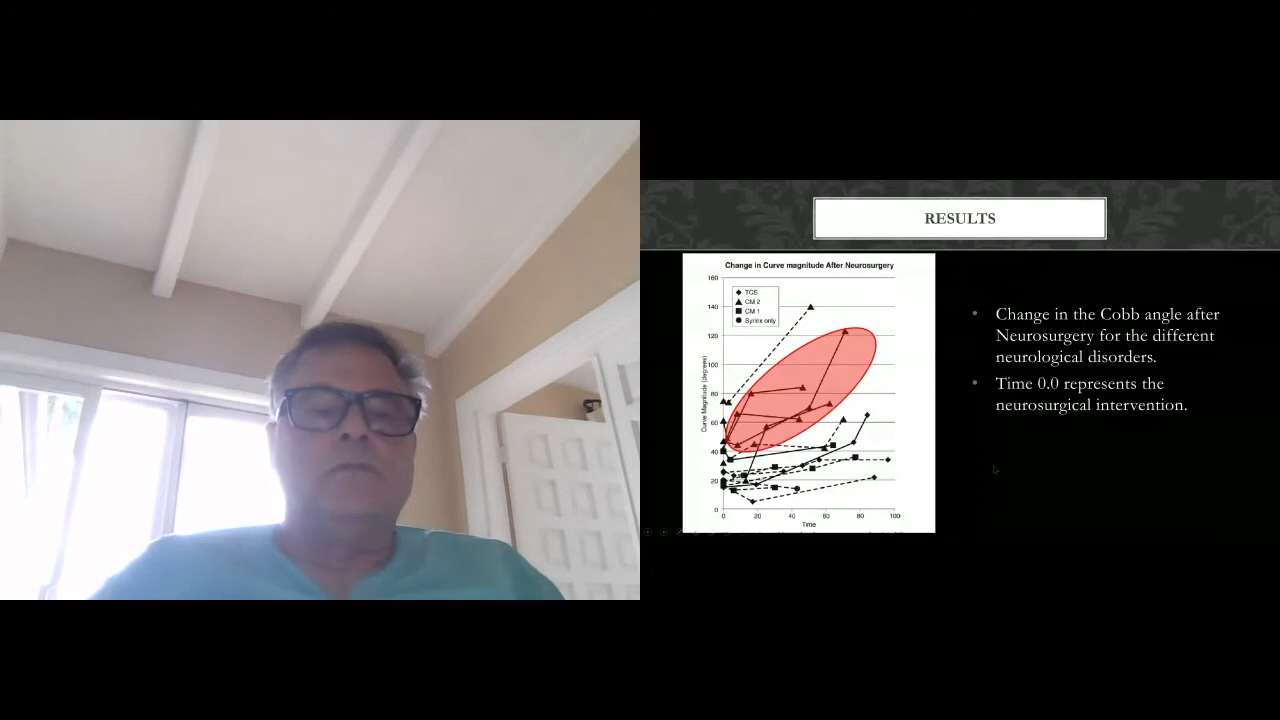 RESULTS
Change in Curve magnitude After Neurosurgery
160
140
120
100
80
60
40
20
0
Curve Magnitude (degrees)
TCS
CM 2
CM 1
Syrinx only
0 20 40 60 80 100
Time
• Change in the Cobb angle after
Neurosurgery for the different
neurological disorders.
• Time 0.0 represents the
neurosurgical intervention.